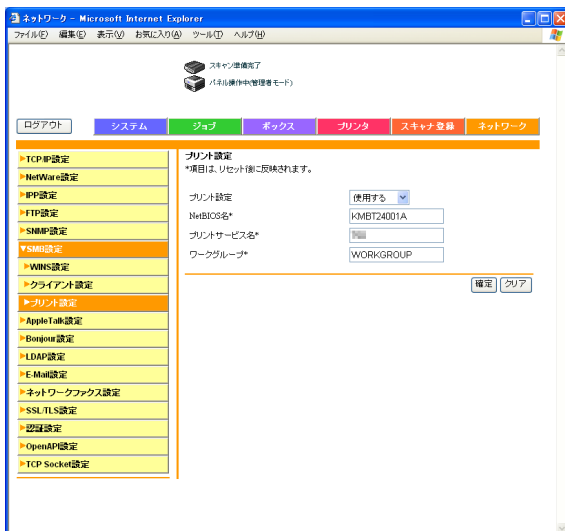 ネットワーク - Microsoft Internet Explorer
ファイル(F) 編集(E) 表示(V) お気に入り(A) ツール(T) ヘルプ(H)
スキャン準備完了
パネル操作中(管理者モード)
ログアウト システム ジョブ ボックス プリンタ スキャナ登録 ネットワーク
TCP/IP設定
NetWare設定
IPP設定
FTP設定
SNMP設定
SMB設定
WINS設定
クライアント設定
プリント設定
AppleTalk設定
Bonjour設定
LDAP設定
E-Mail設定
ネットワークファクス設定
SSL/TLS設定
認証設定
OpenAPI設定
TCP Socket設定
プリント設定
*項目は、リセット後に反映されます。
プリント設定 使用する
NetBIOS名* KMBT24001A
プリントサービス名*
ワークグループ* WORKGROUP
確定 クリア